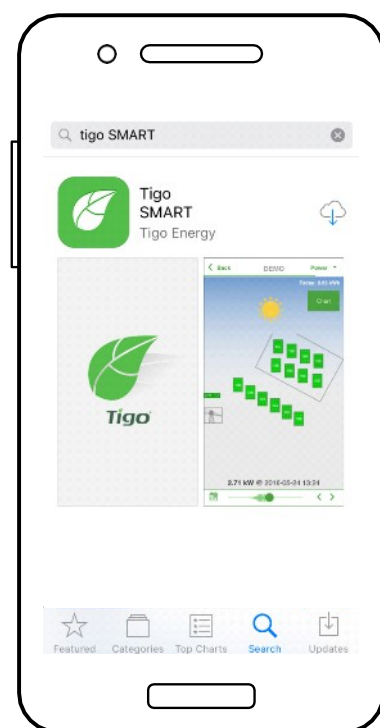 tigo SMART
Tigo
SMART
Tigo Energy
Back
DEMO
Power
Chart
Tigo
2.71 kW @ 2016-05-24 13:24
Featured
Categories
Top Charts
Search
Updates